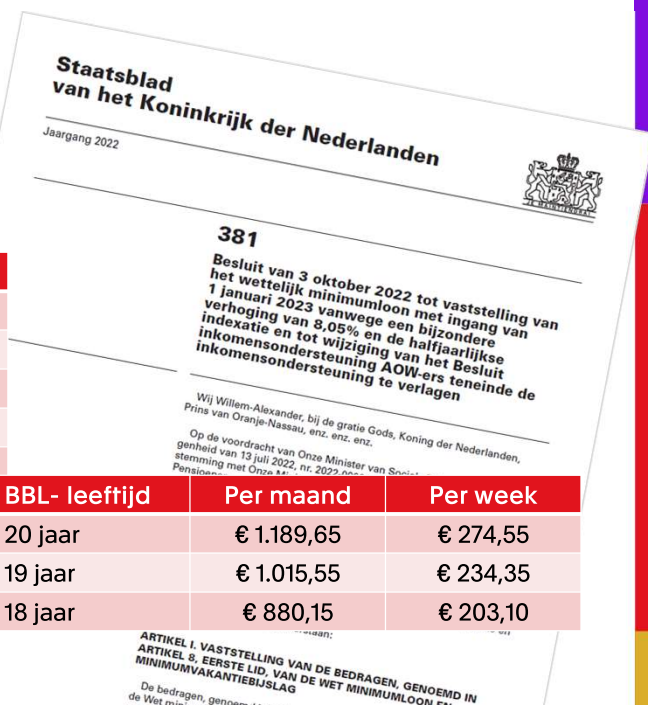 Staatsblad
van het Koninkrijk der Nederlanden
Jaargang 2022
381
Besluit van 3 oktober 2022 tot vaststelling van
het wettelijk minimumloon met ingang van
1 januari 2023 vanwege een bijzondere
verhoging van 8,05% en de halfjaarlijkse
indexatie en tot wijziging van het Besluit
inkomensondersteuning AOW-ers teneinde de
inkomensondersteuning te verlagen
Wij Willem-Alexander, bij de gratie Gods, Koning der Nederlanden,
Prins van Oranje-Nassau, enz. enz. enz.
Op de voordracht van Onze Minister van
genheid van 13 juli 2022, nr.
stemming met Onze
BBL- leeftijd Per maand Per week
20 jaar € 1.189,65 € 274,55
19 jaar € 1.015,55 € 234,35
18 jaar € 880,15 € 203,10
ARTIKEL I. VASTSTELLING VAN DE BEDRAGEN, GENOEMD IN
ARTIKEL 8, EERSTE LID, VAN DE WET MINIMUMLOON EN
MINIMUMVAKANTIEBIJSLAG
De bedragen,
de Wet